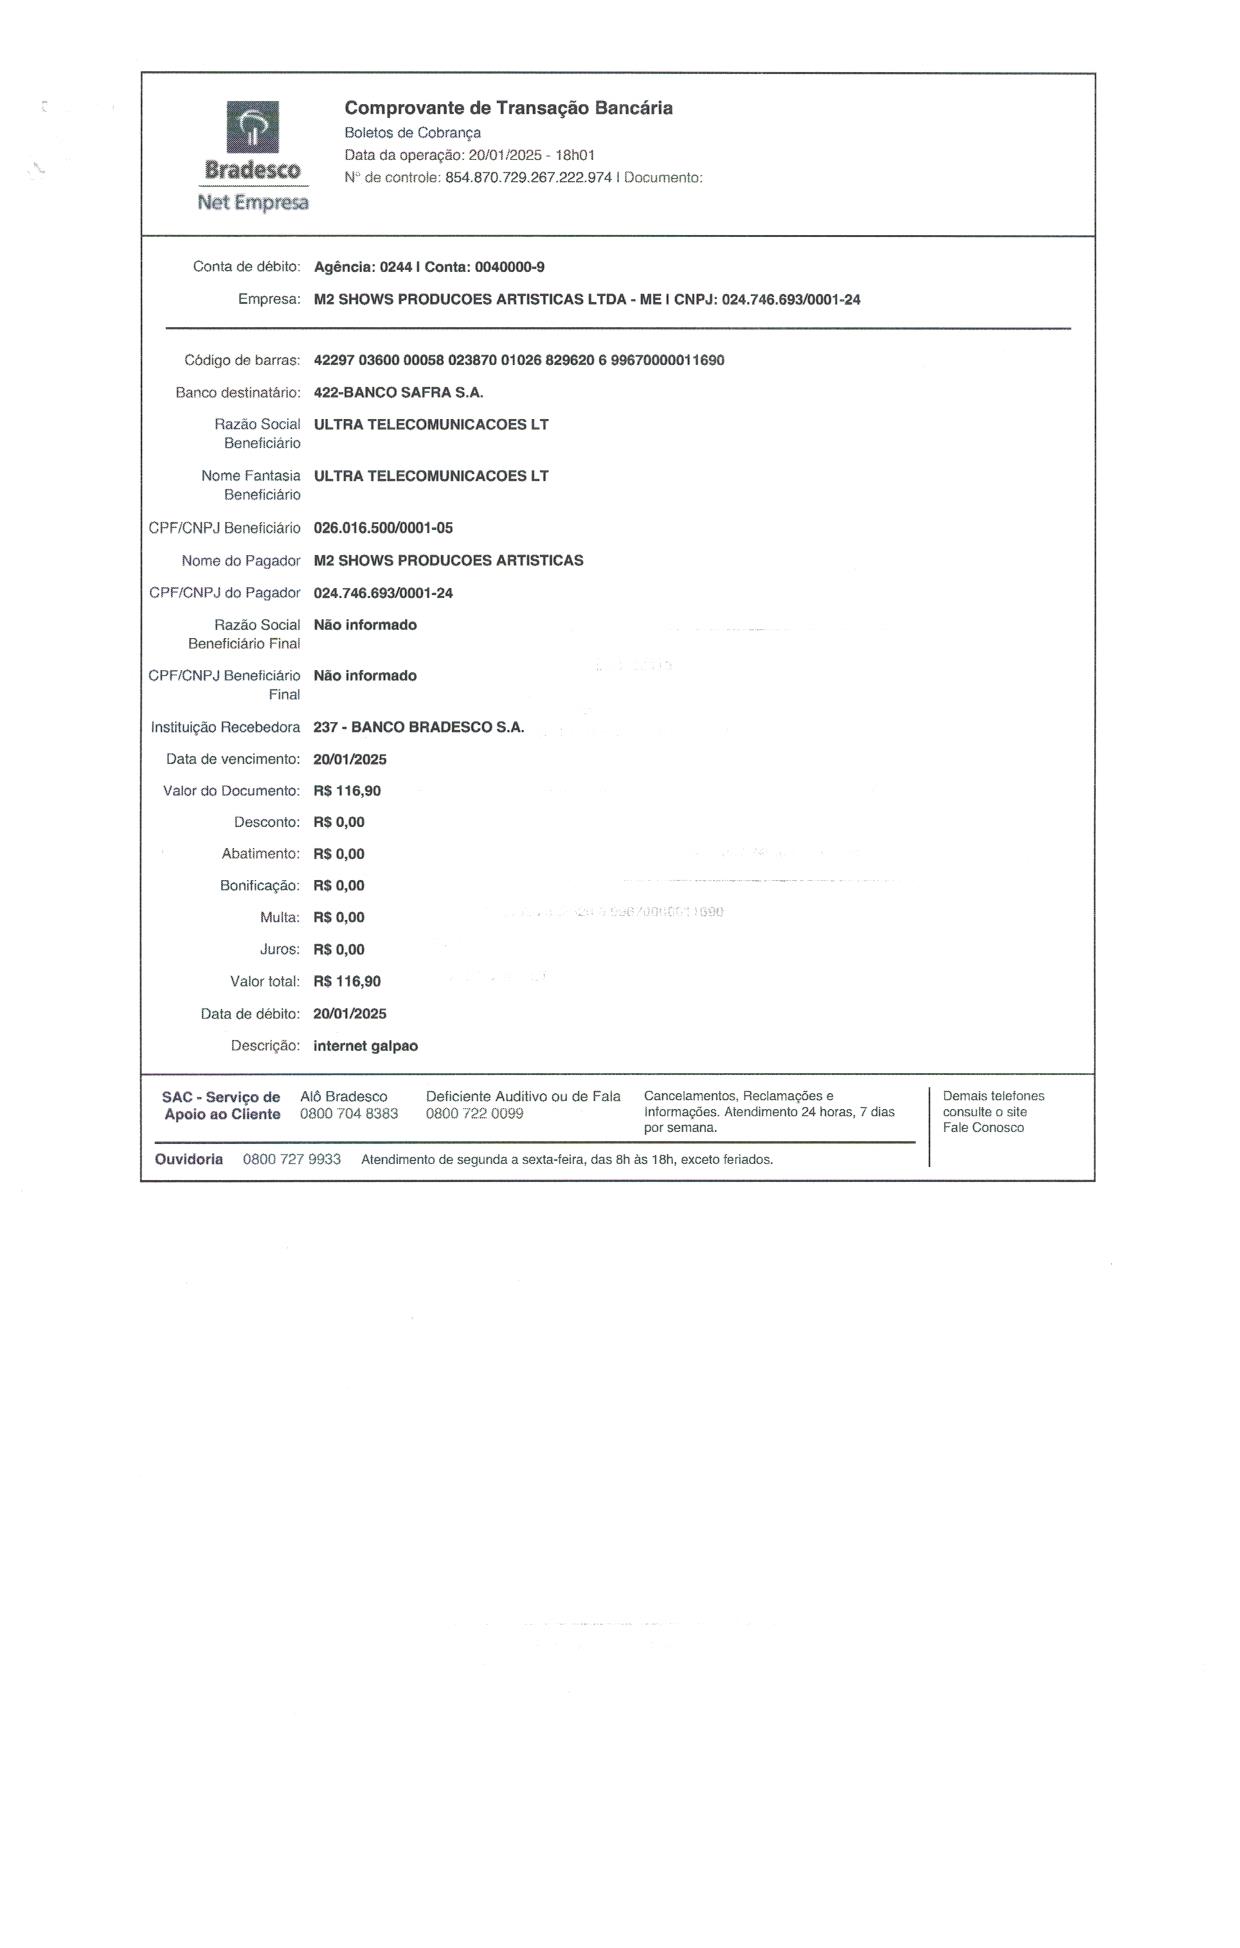 Bradesco
Net Empresa
Comprovante de Transação Bancária
Boletos de Cobrança
Data da operação: 20/01/2025 - 18h01
N° de controle: 854.870.729.267.222.974 | Documento:
Conta de débito: Agência: 0244 | Conta: 0040000-9
Empresa: M2 SHOWS PRODUCOES ARTISTICAS LTDA - ME | CNPJ: 024.746.693/0001-24
Código de barras: 42297 03600 00058 023870 01026 829620 6 99670000011690
Banco destinatário: 422-BANCO SAFRA S.A.
Razão Social ULTRA TELECOMUNICACOES LT
Beneficiário
Nome Fantasia ULTRA TELECOMUNICACOES LT
Beneficiário
CPF/CNPJ Beneficiário 026.016.500/0001-05
Nome do Pagador M2 SHOWS PRODUCOES ARTISTICAS
CPF/CNPJ do Pagador 024.746.693/0001-24
Razão Social Não informado
Beneficiário Final
CPF/CNPJ Beneficiário Não informado
Final
Instituição Recebedora 237 - BANCO BRADESCO S.A.
Data de vencimento: 20/01/2025
Valor do Documento: R$ 116,90
Desconto: R$ 0,00
Abatimento: R$ 0,00
Bonificação: R$ 0,00
Multa: R$ 0,00
Juros: R$ 0,00
Valor total: R$ 116,90
Data de débito: 20/01/2025
Descrição: internet galpao
SAC - Serviço de
Apoio ao Cliente
Alô Bradesco
0800 704 8383
Deficiente Auditivo ou de Fala
0800 722 0099
Cancelamentos, Reclamações e
Informações. Atendimento 24 horas, 7 dias
por semana.
Demais telefones
consulte o site
Fale Conosco
Ouvidoria 0800 727 9933 Atendimento de segunda a sexta-feira, das 8h às 18h, exceto feriados.